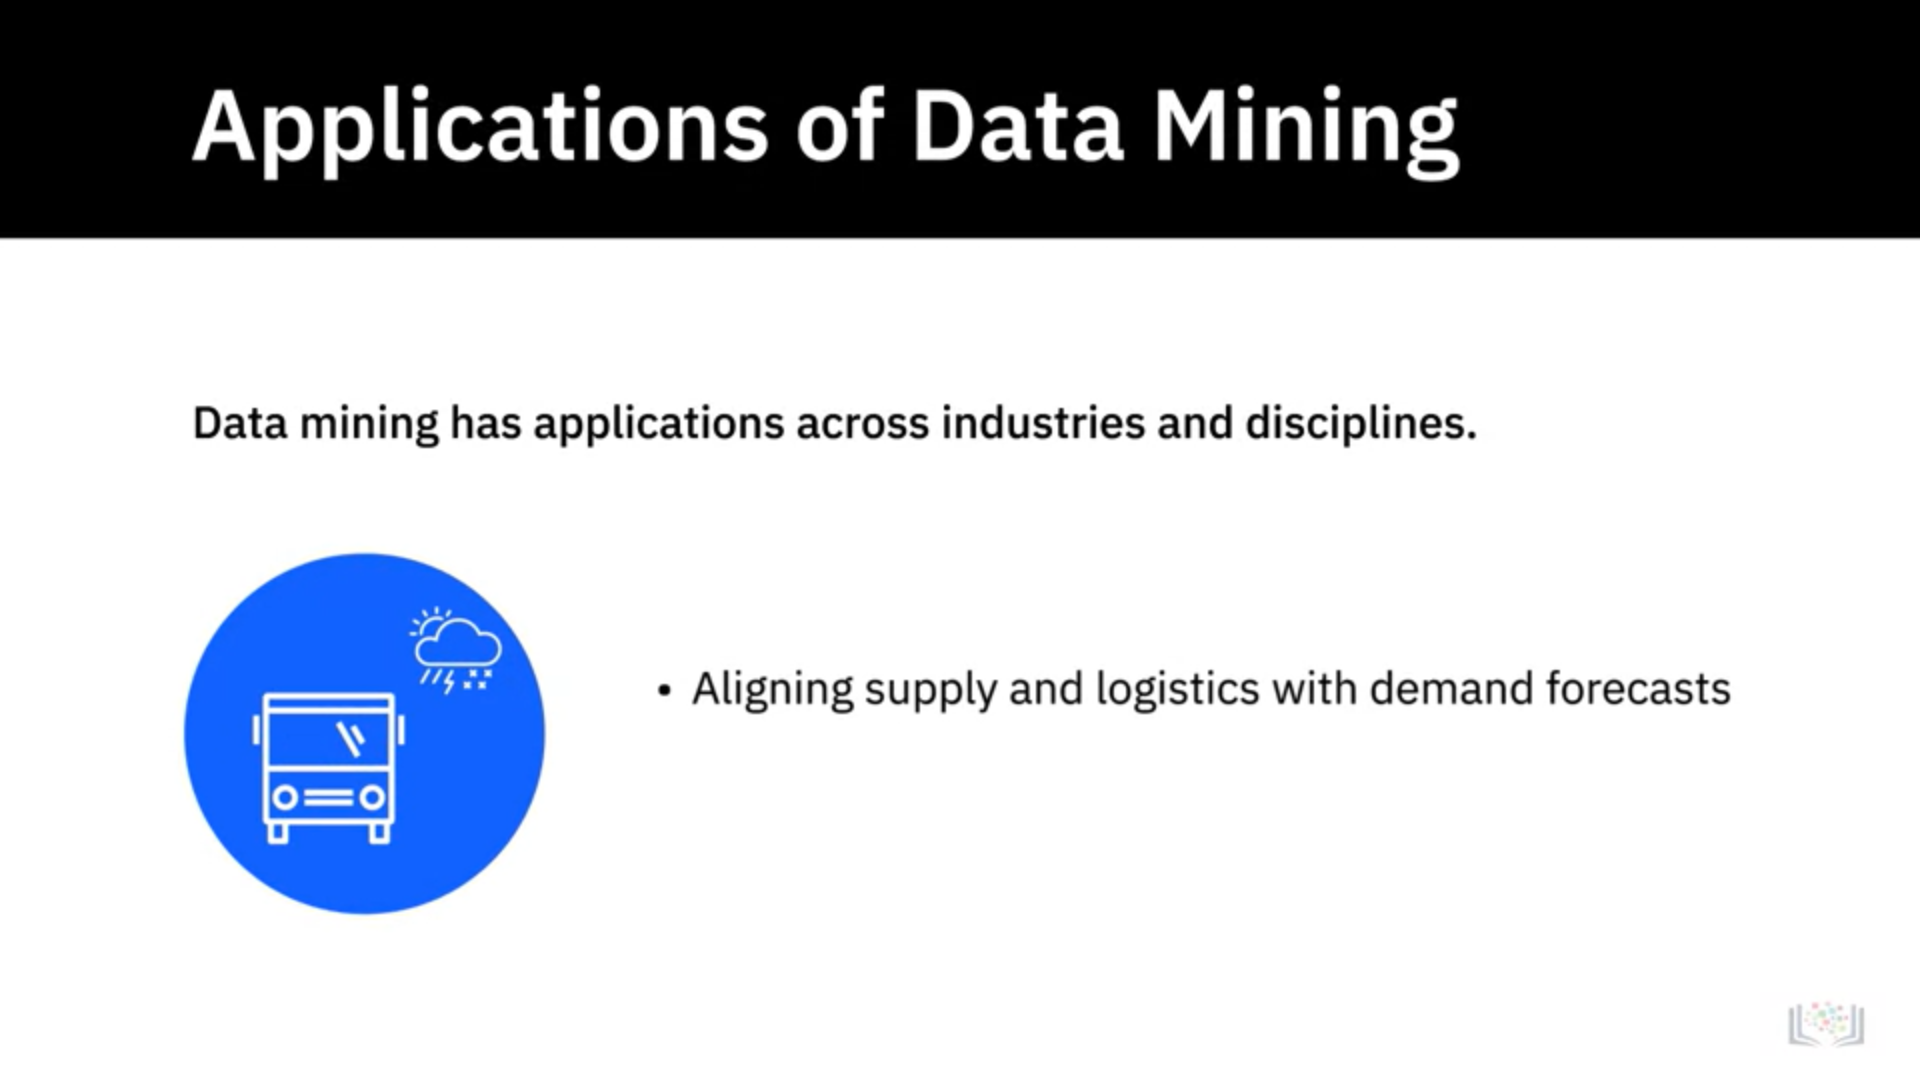 Applications of Data Mining
Data mining has applications across industries and disciplines.
• Aligning supply and logistics with demand forecasts